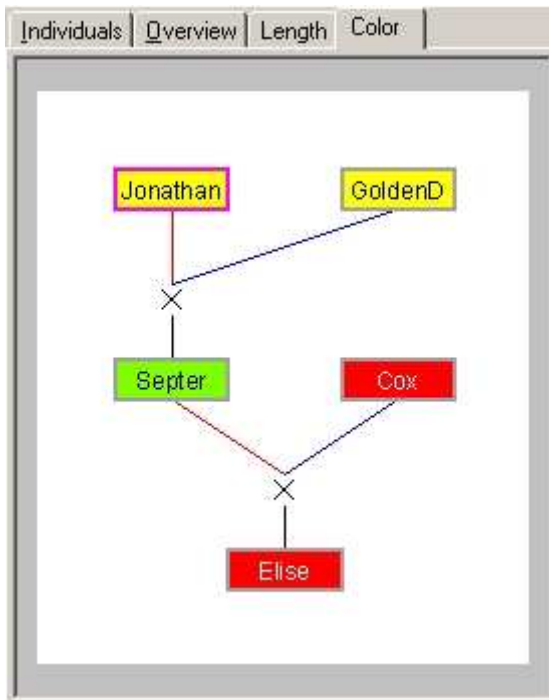 Individuals Overview Length Color
Jonathan GoldenD
Septer Cox
Elise